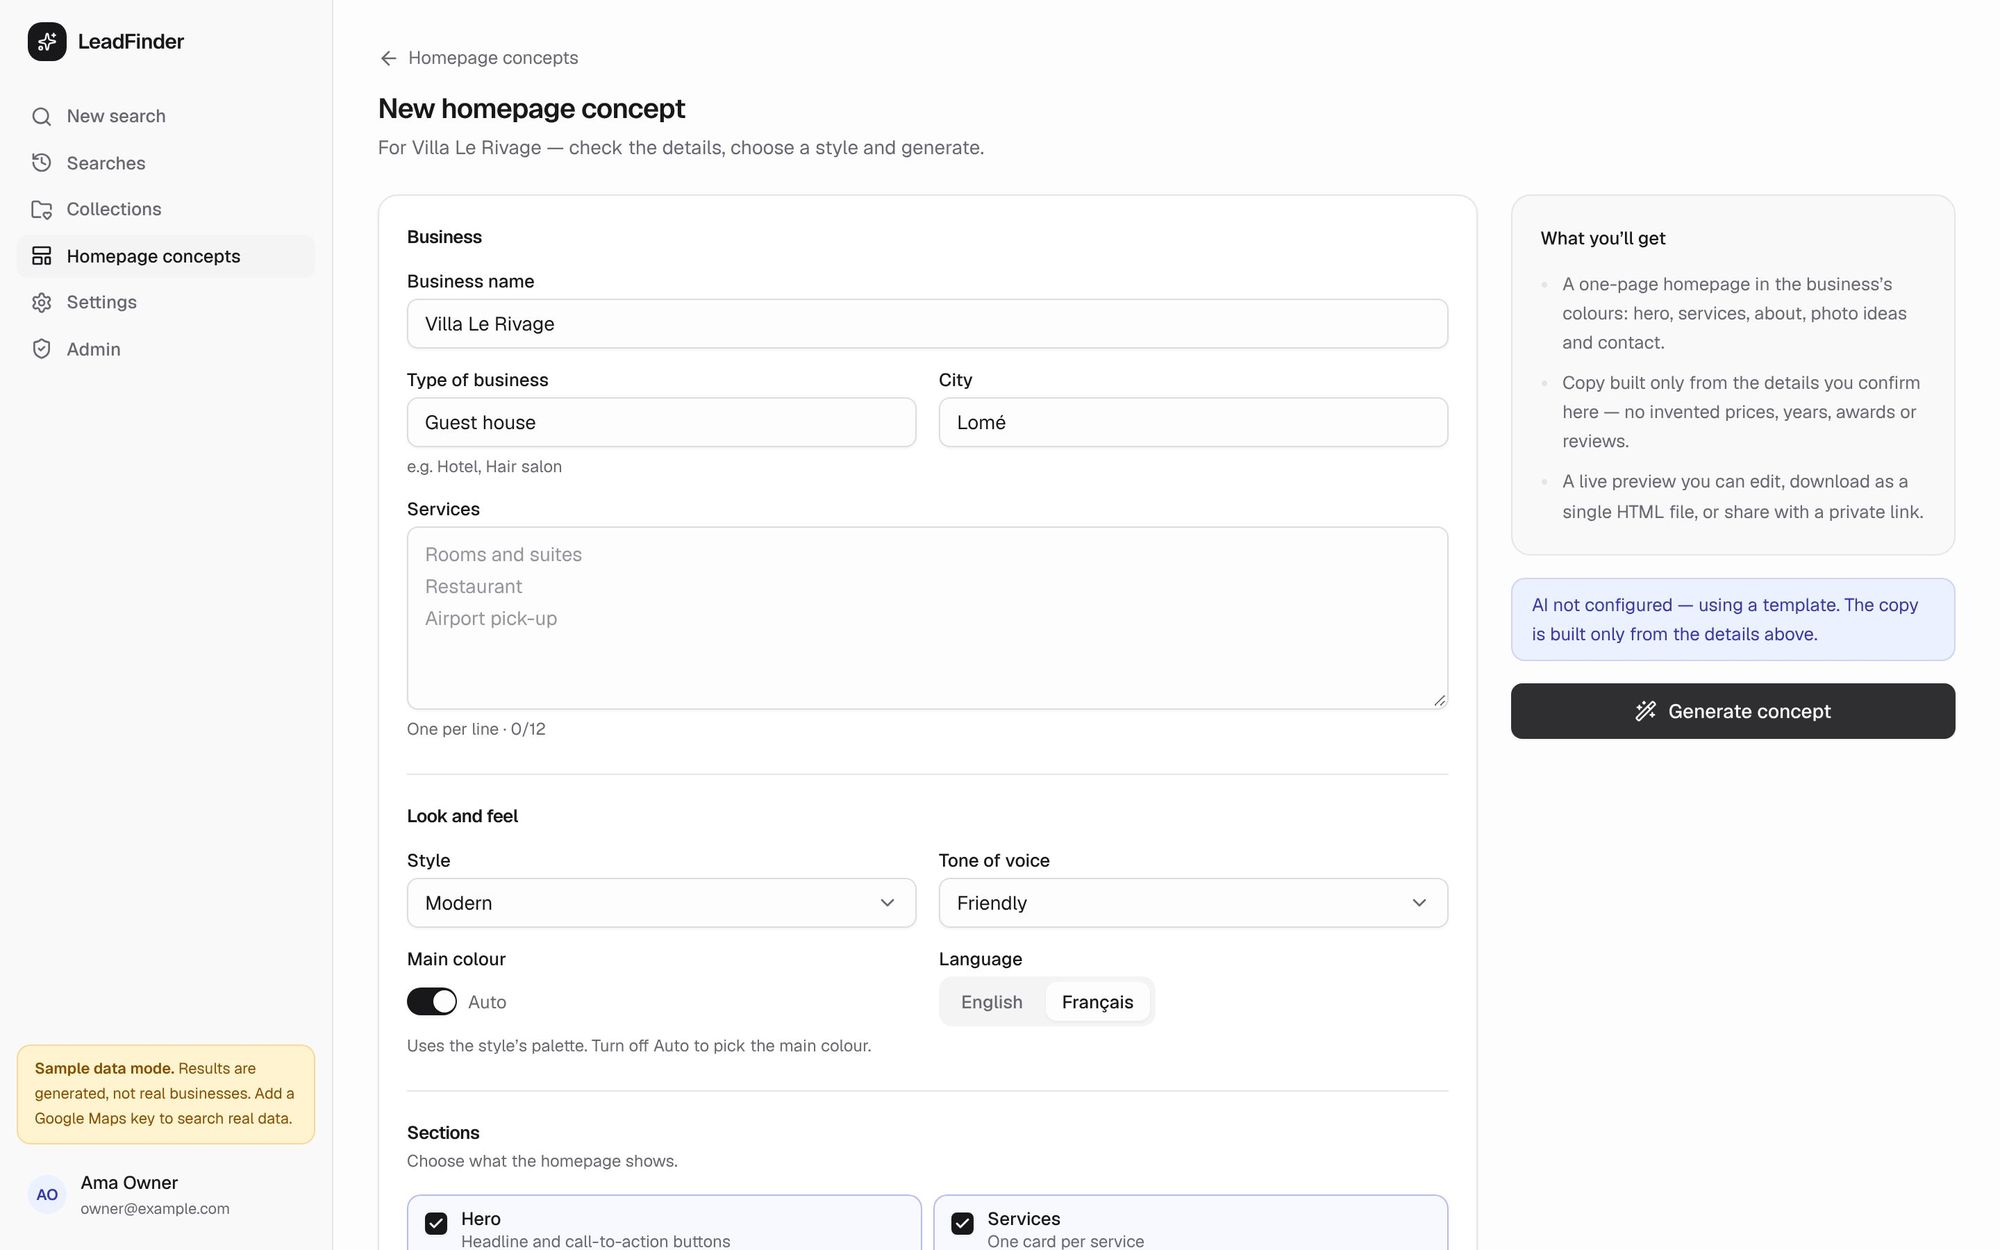 LeadFinder
New search
Searches
Collections
Homepage concepts
Settings
Admin
Sample data mode. Results are
generated, not real businesses. Add a
Google Maps key to search real data.
AO
Ama Owner
owner@example.com
Homepage concepts
New homepage concept
For Villa Le Rivage — check the details, choose a style and generate.
Business
Business name
Villa Le Rivage
Type of business
City
Guest house
Lomé
e.g. Hotel, Hair salon
Services
Rooms and suites
Restaurant
Airport pick-up
One per line · 0/12
Look and feel
Style
Tone of voice
Modern
Friendly
Main colour
Language
Auto
English
Français
Uses the style’s palette. Turn off Auto to pick the main colour.
Sections
Choose what the homepage shows.
Hero
Headline and call-to-action buttons
Services
One card per service
What you’ll get
A one-page homepage in the business’s
colours: hero, services, about, photo ideas
and contact.
Copy built only from the details you confirm
here — no invented prices, years, awards or
reviews.
A live preview you can edit, download as a
single HTML file, or share with a private link.
AI not configured — using a template. The copy
is built only from the details above.
Generate concept